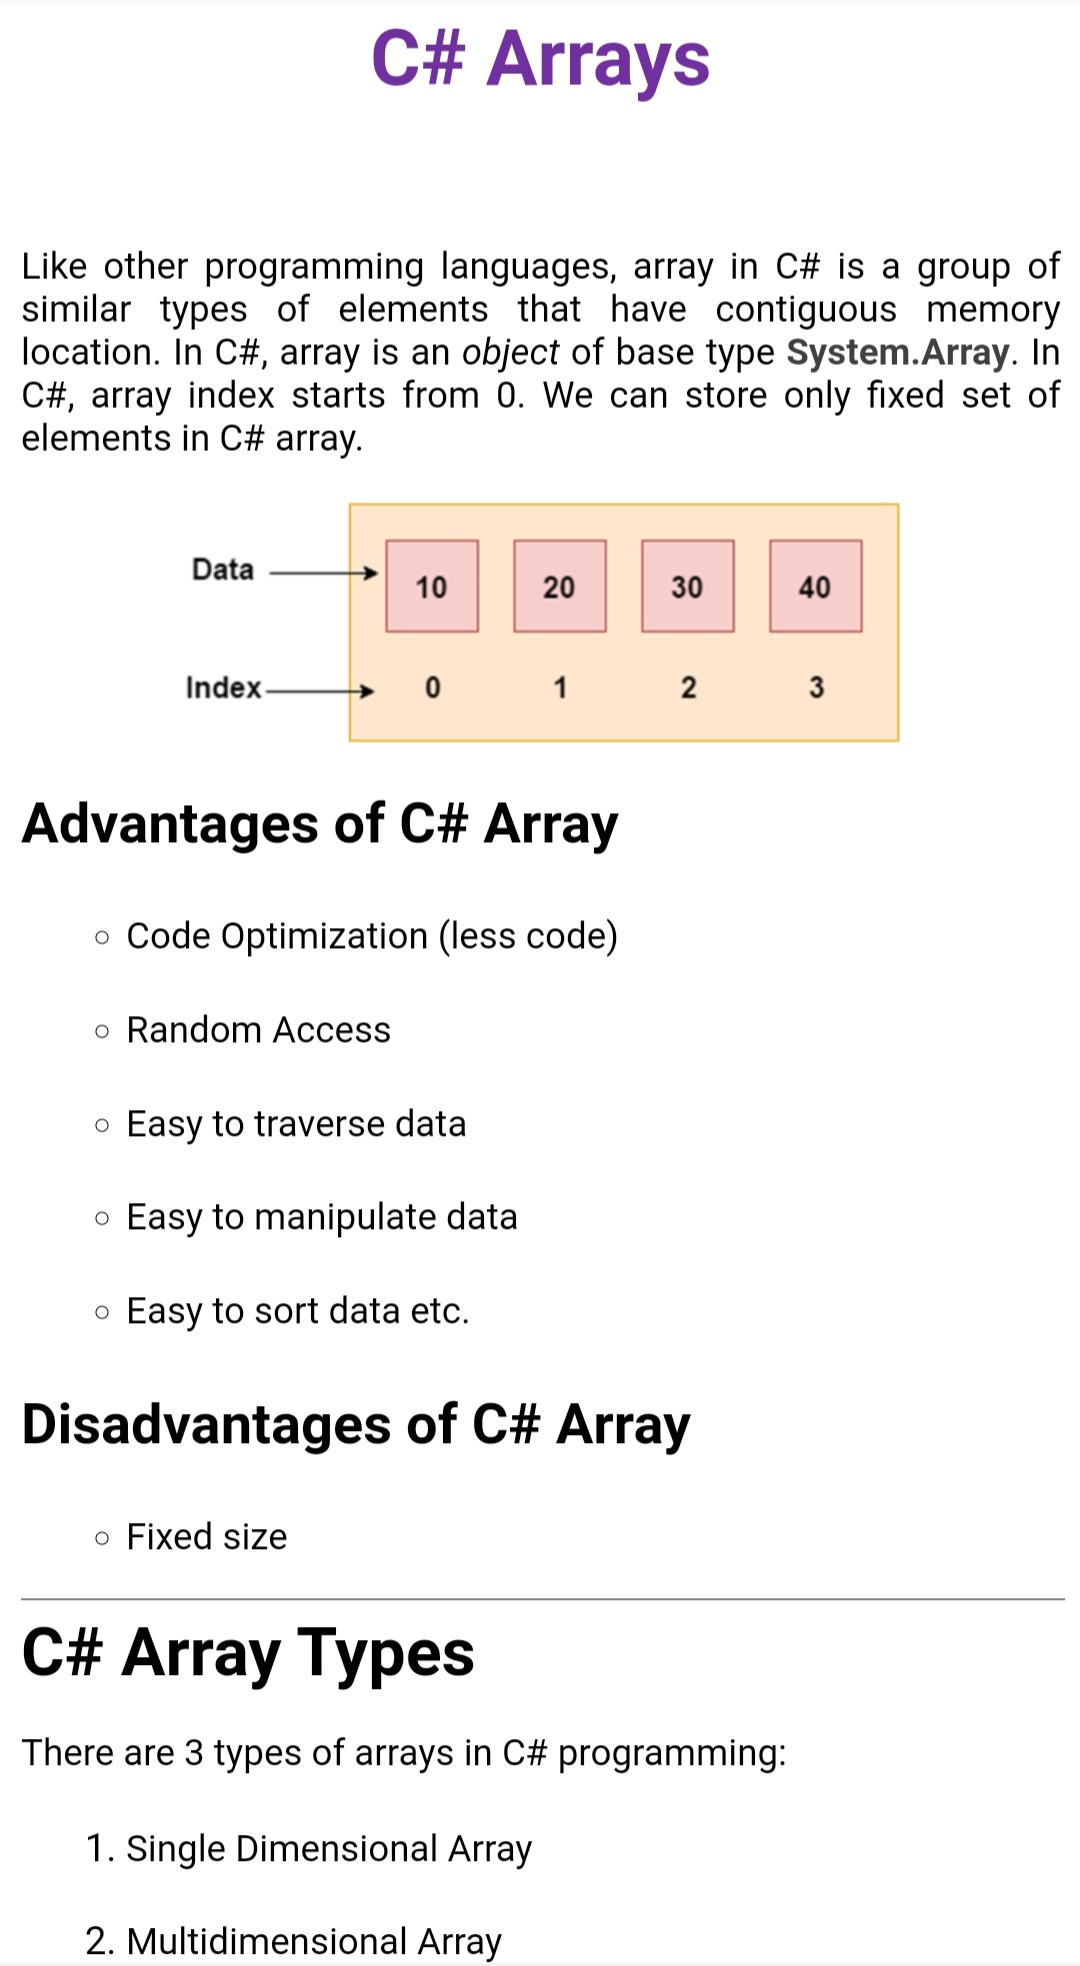 C# Arrays
Like other programming languages, array in C# is a group of
similar types of elements that have contiguous memory
location. In C#, array is an object of base type System.Array. In
C#, array index starts from 0. We can store only fixed set of
elements in C# array.
Data 10 20 30 40
Index 0 1 2 3
Advantages of C# Array
Code Optimization (less code)
Random Access
Easy to traverse data
Easy to manipulate data
Easy to sort data etc.
Disadvantages of C# Array
Fixed size
C# Array Types
There are 3 types of arrays in C# programming:
1. Single Dimensional Array
2. Multidimensional Array